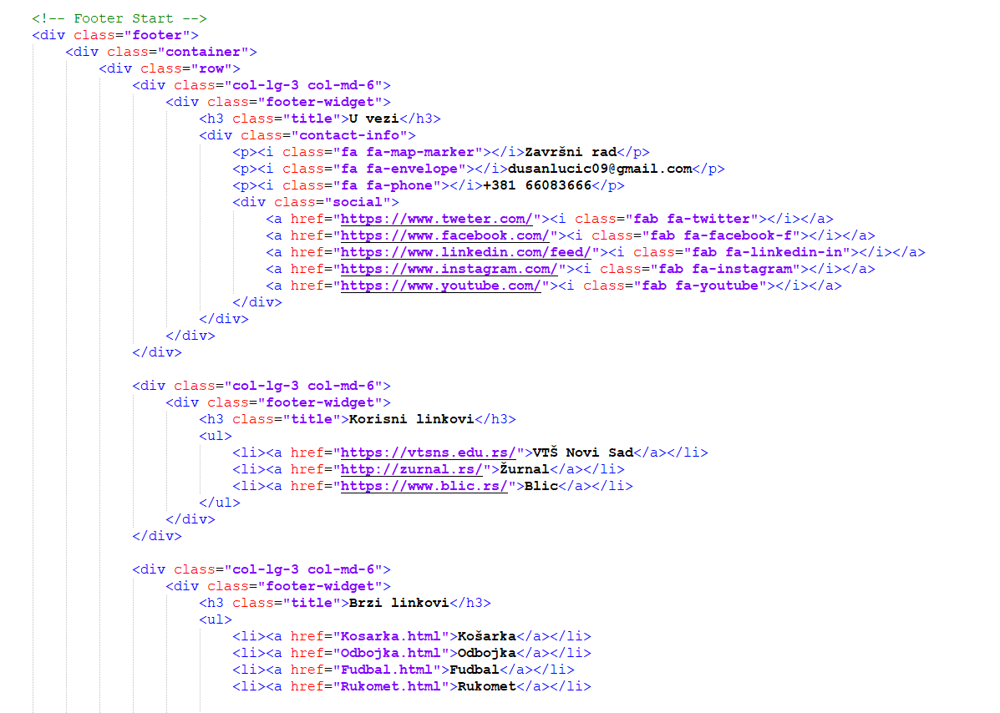 <!-- Footer Start -->
<div class="footer">
<div class="container">
<div class="row">
<div class="col-lg-3 col-md-6">
<div class="footer-widget">
<h3 class="title">U vezi</h3>
<div class="contact-info">
<p><i class="fa fa-map-marker"></i>Završni rad</p>
<p><i class="fa fa-envelope"></i>dusanlucic09@gmail.com</p>
<p><i class="fa fa-phone"></i>+381 66083666</p>
<div class="social">
<a href="https://www.tweter.com/"><i class="fab fa-twitter"></i></a>
<a href="https://www.facebook.com/"><i class="fab fa-facebook-f"></i></a>
<a href="https://www.linkedin.com/feed/"><i class="fab fa-linkedin-in"></i></a>
<a href="https://www.instagram.com/"><i class="fab fa-instagram"></i></a>
<a href="https://www.youtube.com/"><i class="fab fa-youtube"></i></a>
</div>
</div>
</div>
</div>
<div class="col-lg-3 col-md-6">
<div class="footer-widget">
<h3 class="title">Korisni linkovi</h3>
<ul>
<li><a href="https://vtsns.edu.rs/">VTŠ Novi Sad</a></li>
<li><a href="http://zurnal.rs/">Žurnal</a></li>
<li><a href="https://www.blic.rs/">Blic</a></li>
</ul>
</div>
</div>
<div class="col-lg-3 col-md-6">
<div class="footer-widget">
<h3 class="title">Brzi linkovi</h3>
<ul>
<li><a href="Kosarka.html">Košarka</a></li>
<li><a href="Odbojka.html">Odbojka</a></li>
<li><a href="Fudbal.html">Fudbal</a></li>
<li><a href="Rukomet.html">Rukomet</a></li>